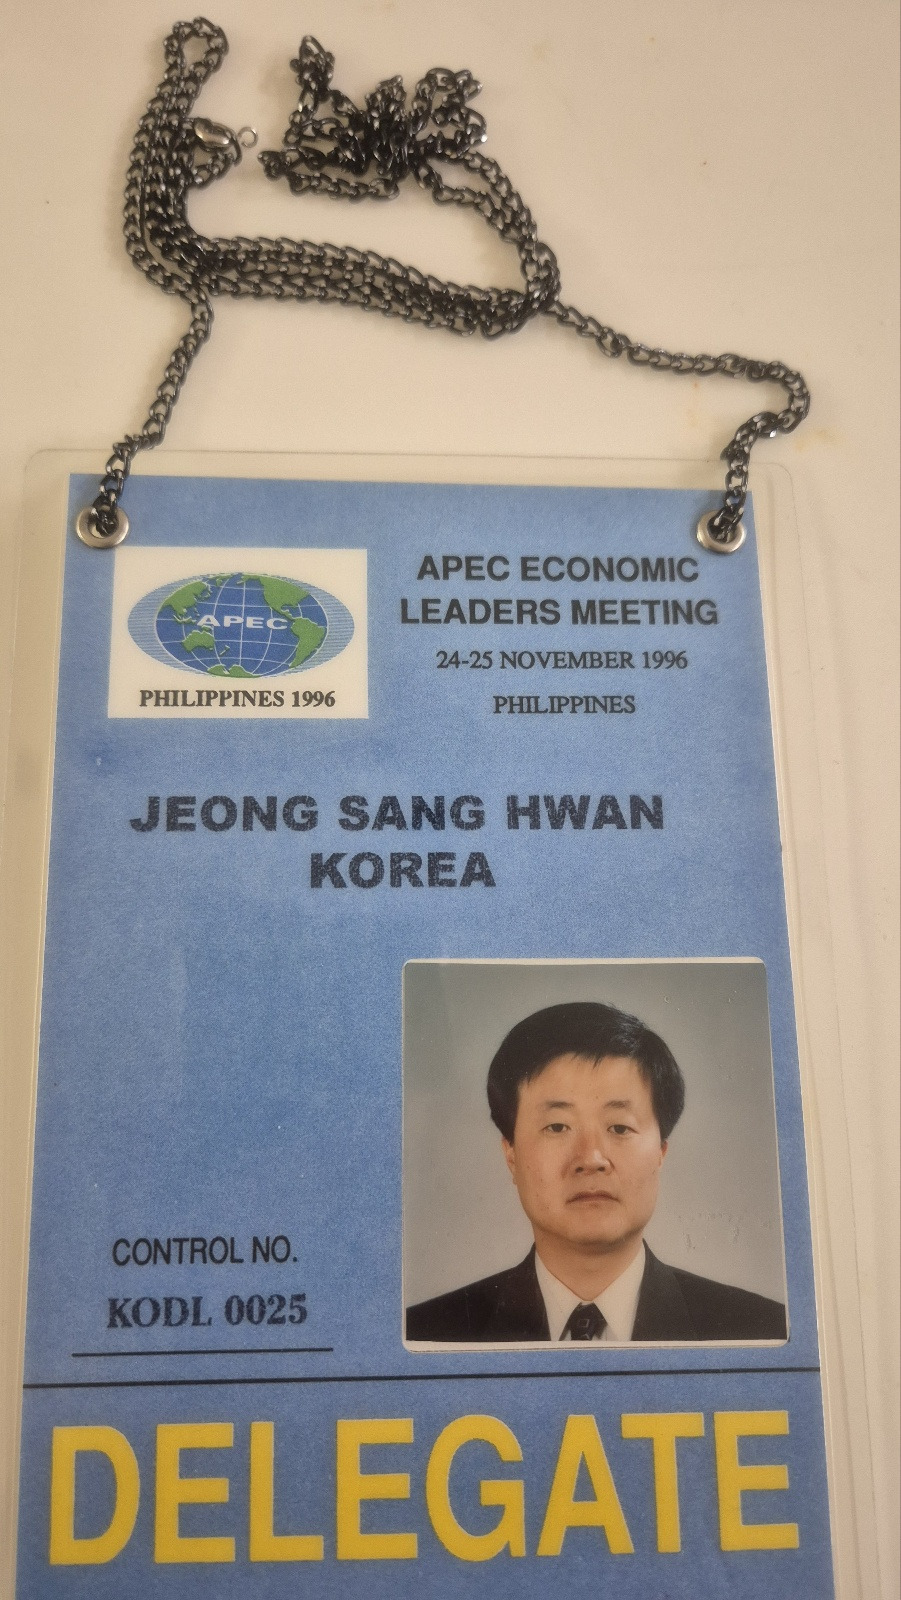 APEC
PHILIPPINES 1996
APEC ECONOMIC
LEADERS MEETING
24-25 NOVEMBER 1996
PHILIPPINES
JEONG SANG HWAN
KOREA
CONTROL NO.
KODL 0025
DELEGATE